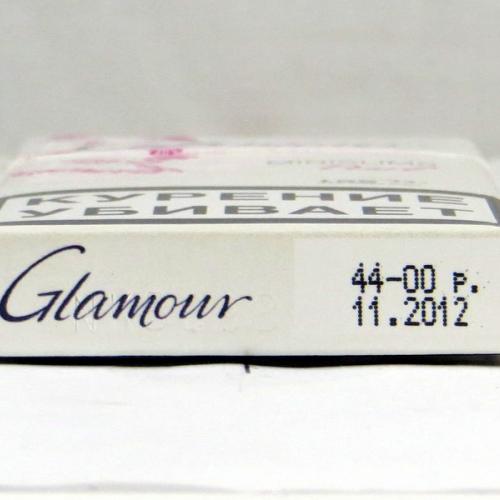 КУРЕНИЕ
УБИВАЕТ
Glamour
44-00 р.
11.2012